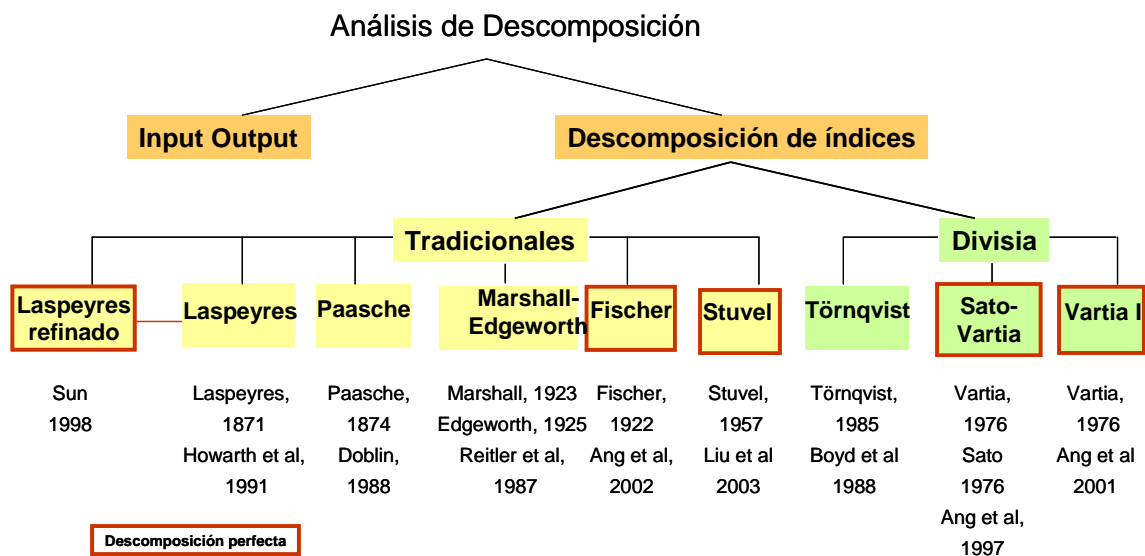 Análisis de Descomposición
Input Output
Descomposición de índices
Tradicionales
Divisia
Laspeyres
refinado
Laspeyres
Paasche
Marshall-
Edgeworth
Fischer
Stuvel
Törnqvist
Sato-
Vartia
Vartia I
Sun
1998
Laspeyres,
1871
Howarth et al,
1991
Paasche,
1874
Doblin,
1988
Marshall, 1923
Edgeworth, 1925
Reitler et al,
1987
Fischer,
1922
Ang et al,
2002
Stuvel,
1957
Liu et al
2003
Törnqvist,
1985
Boyd et al
1988
Vartia,
1976
Sato
1976
Ang et al,
1997
Vartia,
1976
Ang et al
2001
Descomposición perfecta